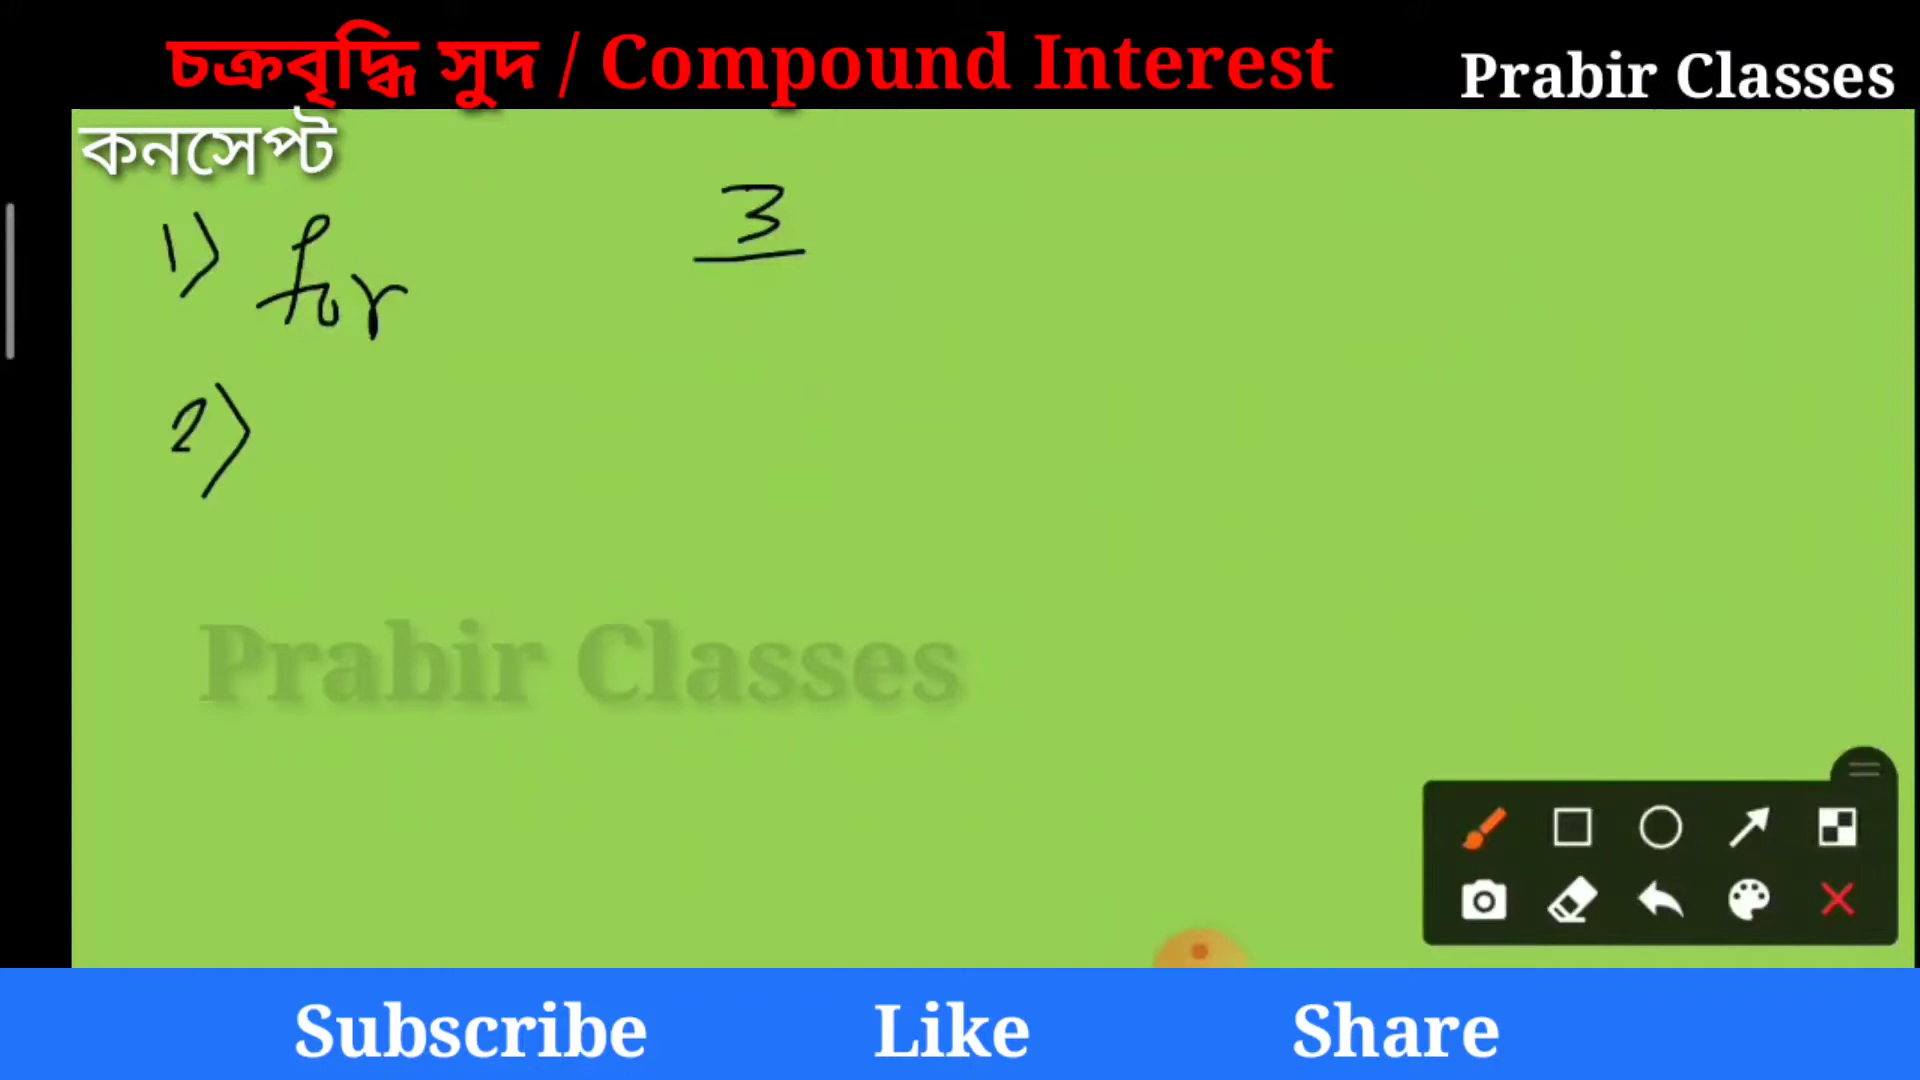 চক্রবৃদ্ধি সুদ / Compound Interest
Prabir Classes
কনসেপ্ট
3
1) for
2)
Prabir Classes
Subscribe Like Share